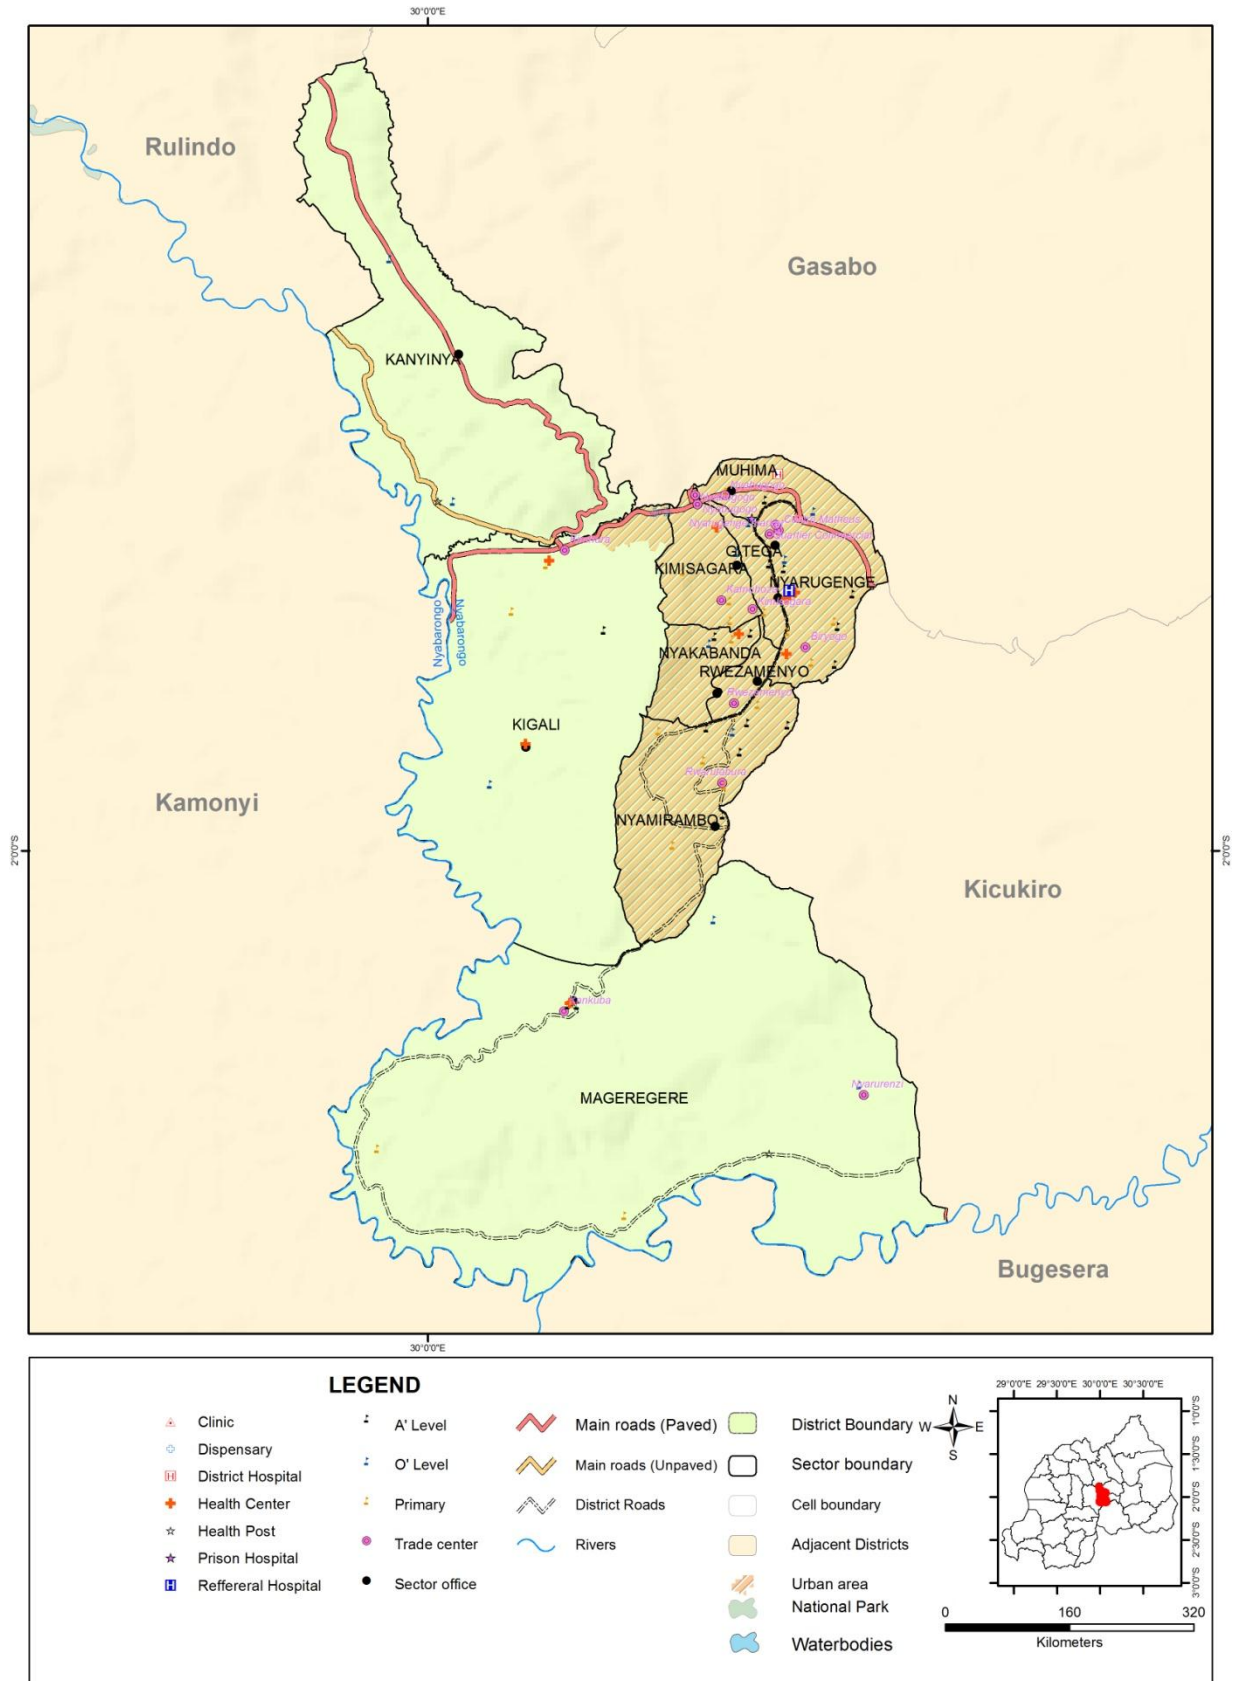 30°0'0"E
Rulindo
Gasabo
KANYINYA
MUHIMA
GITEGA
KIMISAGARA
NYARUGENGE
Kimisagara
Biryogo
NYAKABANDA
RWEZAMENYO
Rwezamenyo
Nyabarongo
Nyabarongo
KIGALI
Kamonyi
NYAMIRAMBO
2°0'0"S
2°0'0"S
Kicukiro
MAGEREGERE
Nyarurenzi
Bugesera
30°0'0"E
LEGEND
Clinic
Dispensary
District Hospital
Health Center
Health Post
Prison Hospital
Reffereral Hospital
A' Level
O' Level
Primary
Trade center
Sector office
Main roads (Paved)
Main roads (Unpaved)
District Roads
Rivers
District Boundary
Sector boundary
Cell boundary
Adjacent Districts
Urban area
National Park
Waterbodies
N
W E
S
29°0'0"E 29°30'0"E 30°0'0"E 30°30'0"E
1°0'0"S
1°30'0"S
2°0'0"S
2°30'0"S
3°0'0"S
0 160 320
Kilometers